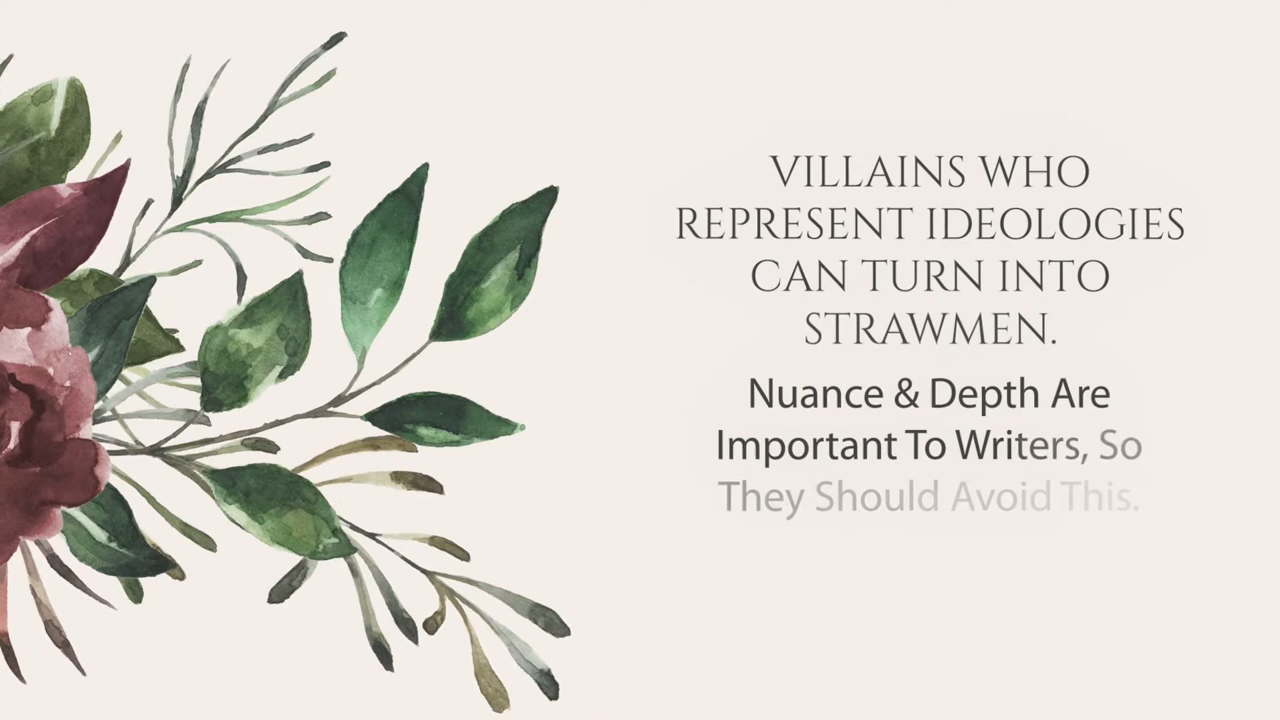 VILLAINS WHO
REPRESENT IDEOLOGIES
CAN TURN INTO
STRAWMEN.
Nuance & Depth Are
Important To Writers, So
They Should Avoid This.